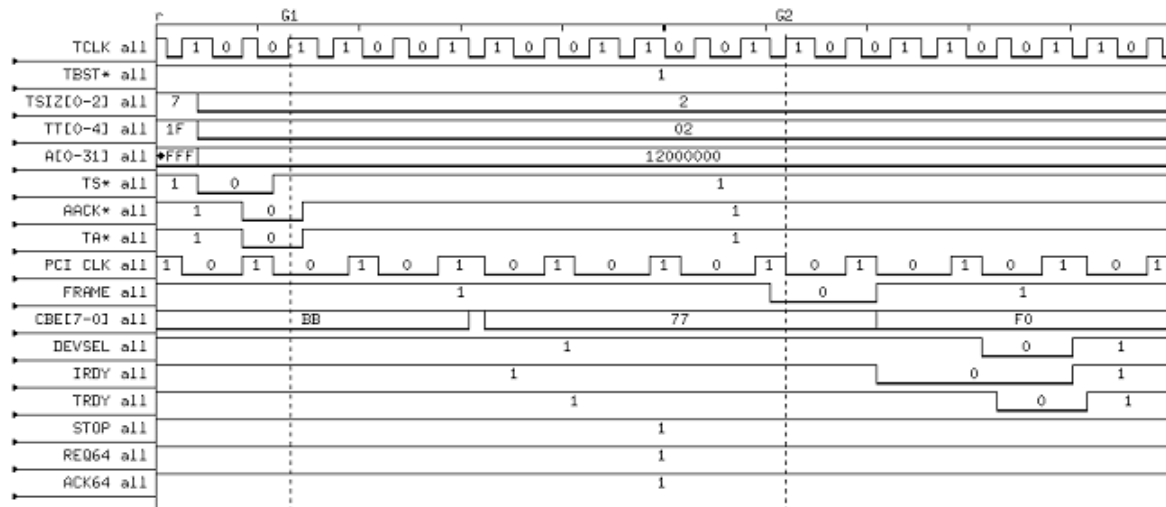 r G1 G2
TCLK all 1 0 0 1 1 0 0 1 1 0 0 1 1 0 0 1 1 0 0 1 1 0 0 1 1 0
TBST* all 1
TSIZ[0-2] all 7 2
TT[0-4] all 1F 02
A[0-31] all ◆FFF 12000000
TS* all 1 0 1
AACK* all 1 0 1
TA* all 1 0 1
PCI CLK all 1 0 1 0 1 0 1 0 1 0 1 0 1 0 1 0 1 0 1 0 1
FRAME all 1 0 1
CBE[7-0] all BB 77 F0
DEVSEL all 1 0 1
IRDY all 1 0 1
TRDY all 1 0 1
STOP all 1
REQ64 all 1
ACK64 all 1